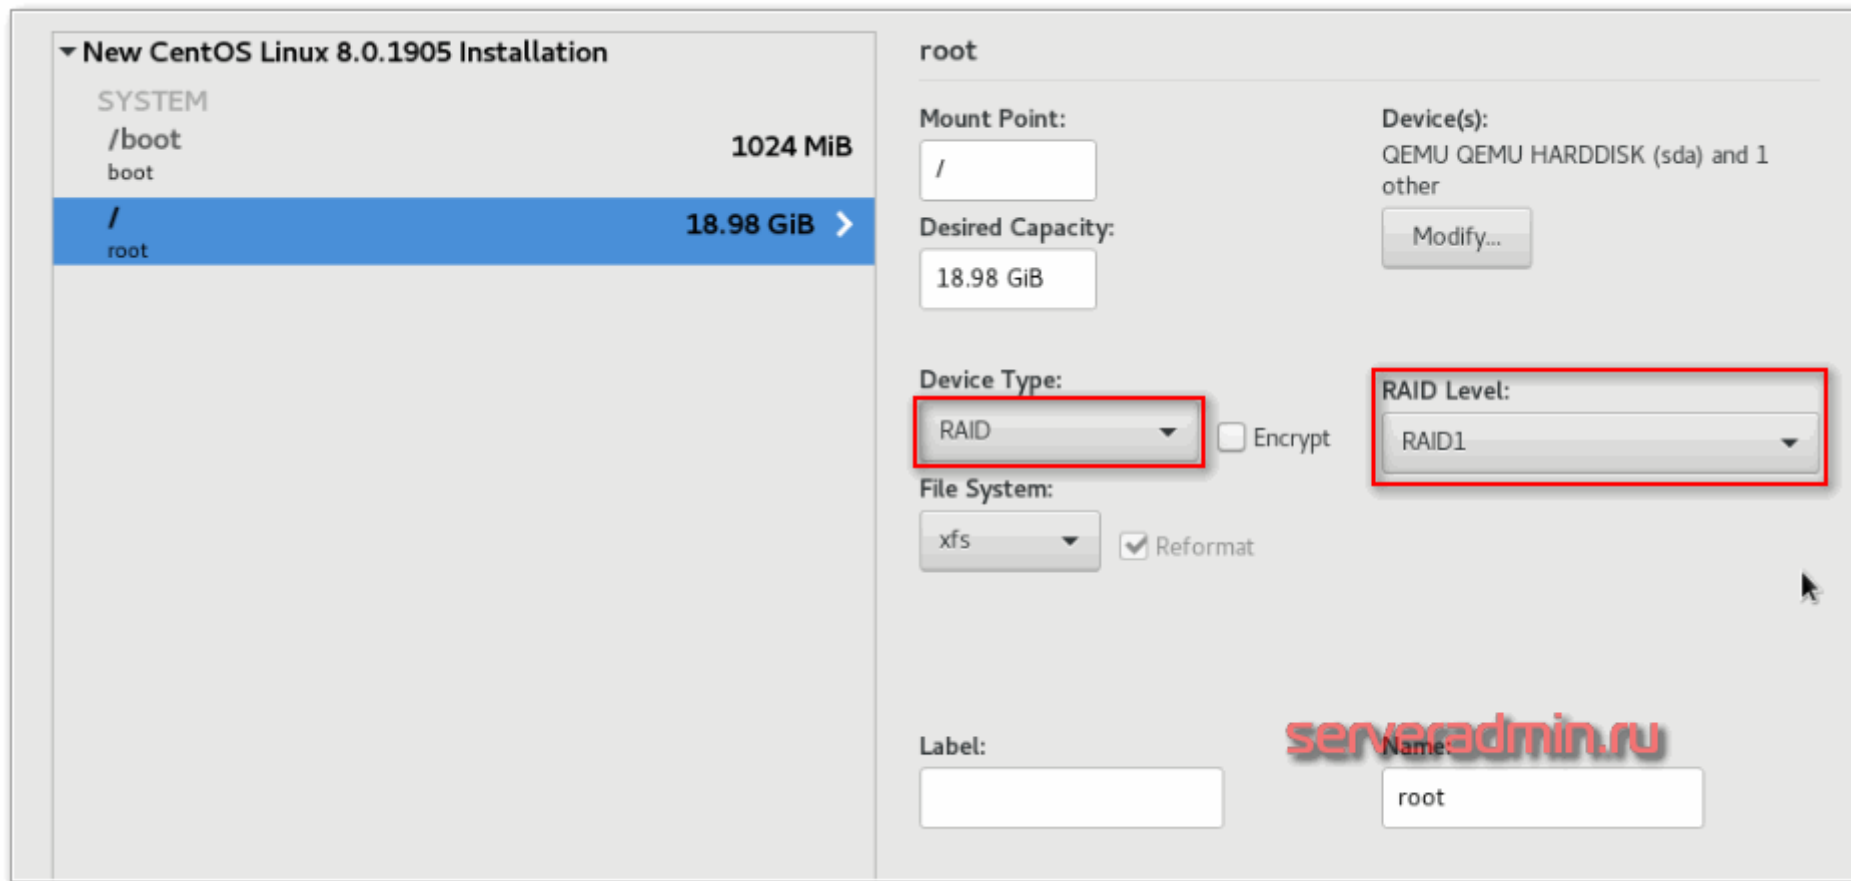 New CentOS Linux 8.0.1905 Installation
SYSTEM
/boot
1024 MiB
boot
/
18.98 GiB
root
root
Mount Point:
/
Desired Capacity:
18.98 GiB
Device(s):
QEMU QEMU HARDDISK (sda) and 1
other
Modify...
Device Type:
RAID
Encrypt
RAID Level:
RAID1
File System:
xfs
Reformat
Label:
serveradmin.ru
Name:
root